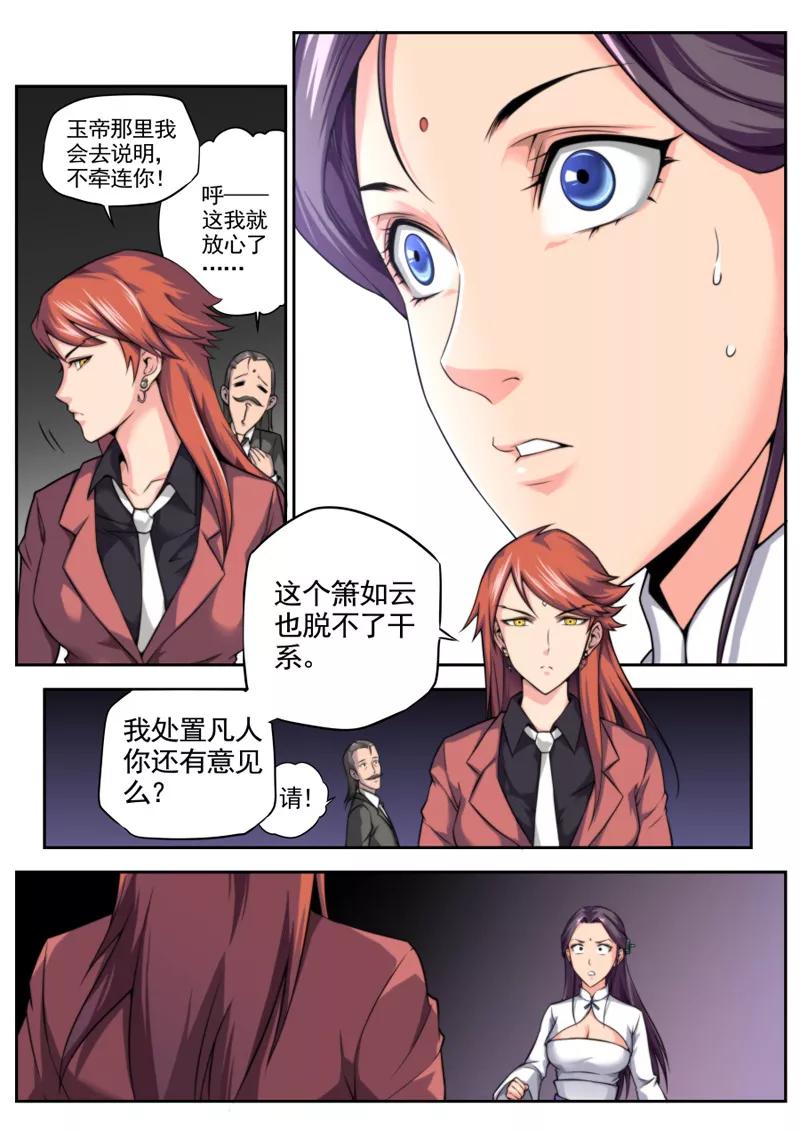 玉帝那里我
会去说明，
不牵连你！
呼——
这我就
放心了
……
这个箫如云
也脱不了干
系。
我处置凡人
你还有意见
么？
请！